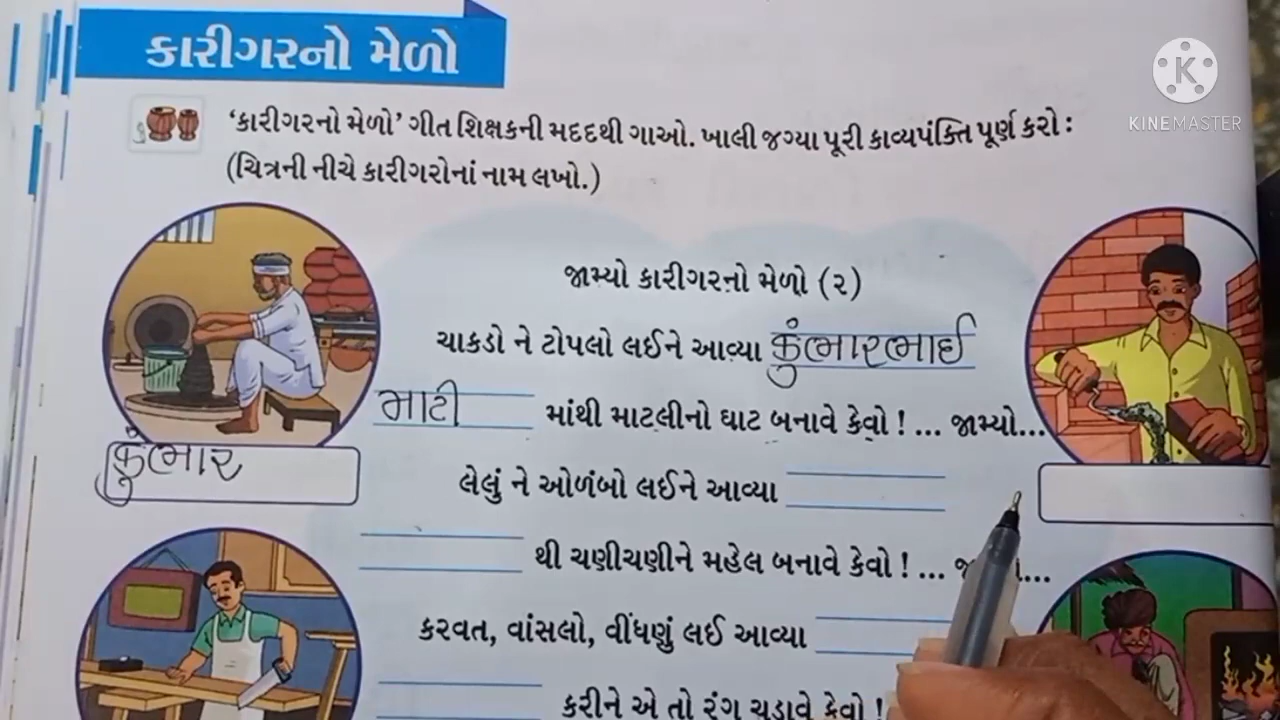 કારીગરનો મેળો
K
KINEMASTER
‘કારીગરનો મેળો’ ગીત શિક્ષકની મદદથી ગાઓ. ખાલી જગ્યા પૂરી કાવ્યપંક્તિ પૂર્ણ કરો :
(ચિત્રની નીચે કારીગરોનાં નામ લખો.)
જામ્યો કારીગરનો મેળો (૨)
ચાકડો ને ટોપલો લઈને આવ્યા કુંભારભાઈ
માટી માંથી માટલીનો ઘાટ બનાવે કેવો ! ... જામ્યો...
કુંભાર
લેલું ને ઓળંબો લઈને આવ્યા
થી ચણીચણીને મહેલ બનાવે કેવો ! ...
કરવત, વાંસલો, વીંધણું લઈ આવ્યા
કરીને એ તો રંગ ચડાવે કેવો !